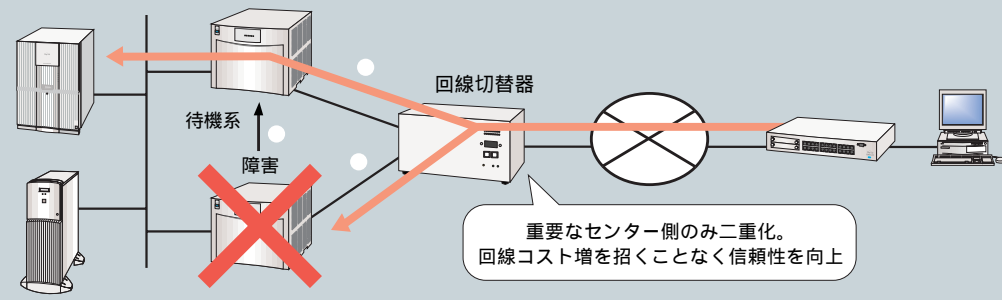 回線切替器
待機系
障害
重要なセンター側のみ二重化。
回線コスト増を招くことなく信頼性を向上